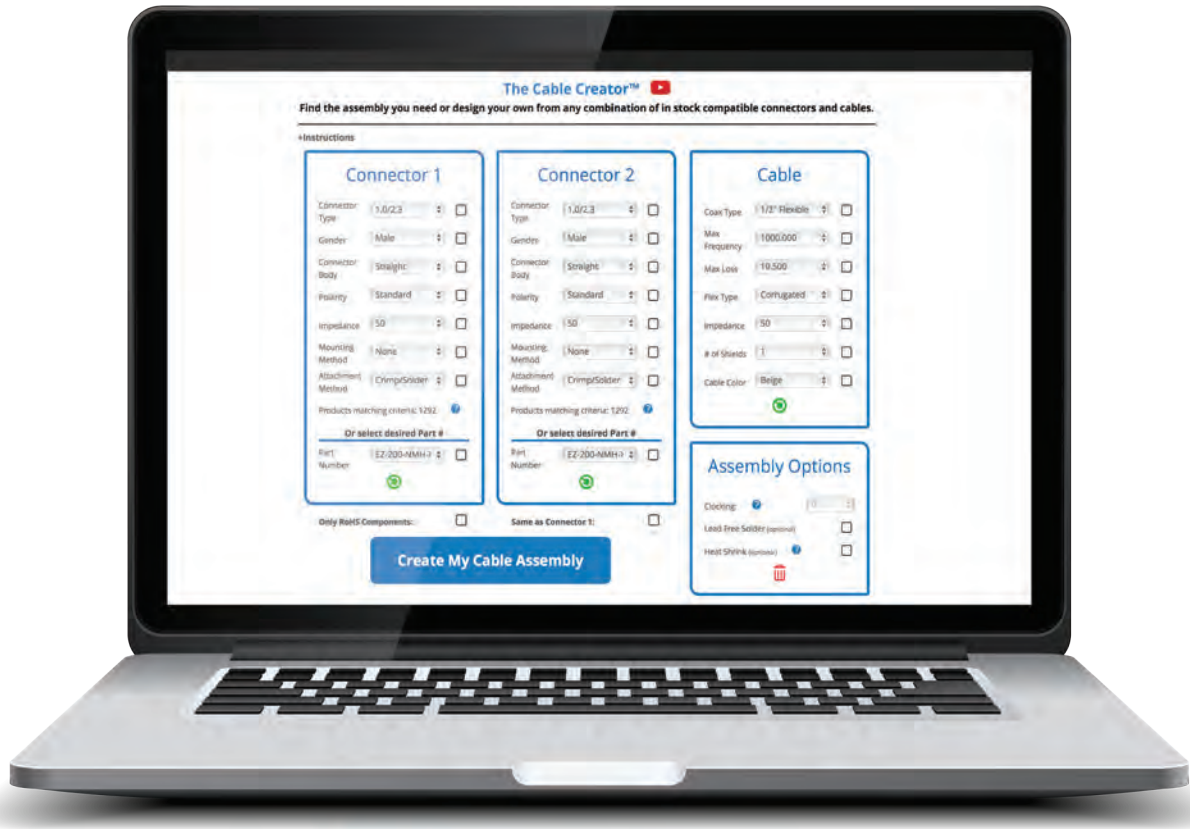 The Cable Creator™
Find the assembly you need or design your own from any combination of in stock compatible connectors and cables.
+Instructions
Connector 1
Connector Type 1.0/2.3
Gender Male
Connector Body Straight
Polarity Standard
Impedance 50
Mounting Method None
Attachment Method Crimp/Solder
Products matching criteria: 1292 ?
Or select desired Part #
Part Number EZ-200-NMH-
Only RoHS Components:
Connector 2
Connector Type 1.0/2.3
Gender Male
Connector Body Straight
Polarity Standard
Impedance 50
Mounting Method None
Attachment Method Crimp/Solder
Products matching criteria: 1292 ?
Or select desired Part #
Part Number EZ-200-NMH-
Same as Connector 1:
Create My Cable Assembly
Cable
Coax Type 1/3" Flexible
Max Frequency 1000.000
Max Loss 10.500
Flex Type Corrugated
Impedance 50
# of Shields 1
Cable Color Beige
Assembly Options
Clocking: ? 0
Lead Free Solder (optional)
Heat Shrink (optional) ?